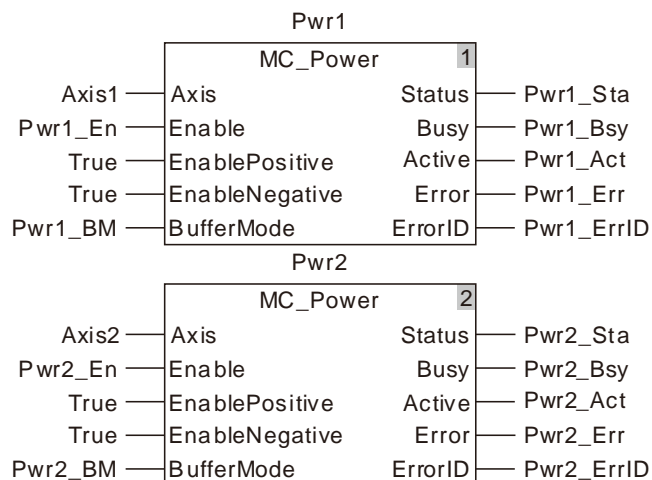 Pwr1
MC_Power 1
Axis1 Axis Status Pwr1_Sta
Pwr1_En Enable Busy Pwr1_Bsy
True EnablePositive Active Pwr1_Act
True EnableNegative Error Pwr1_Err
Pwr1_BM BufferMode ErrorID Pwr1_ErrID
Pwr2
MC_Power 2
Axis2 Axis Status Pwr2_Sta
Pwr2_En Enable Busy Pwr2_Bsy
True EnablePositive Active Pwr2_Act
True EnableNegative Error Pwr2_Err
Pwr2_BM BufferMode ErrorID Pwr2_ErrID